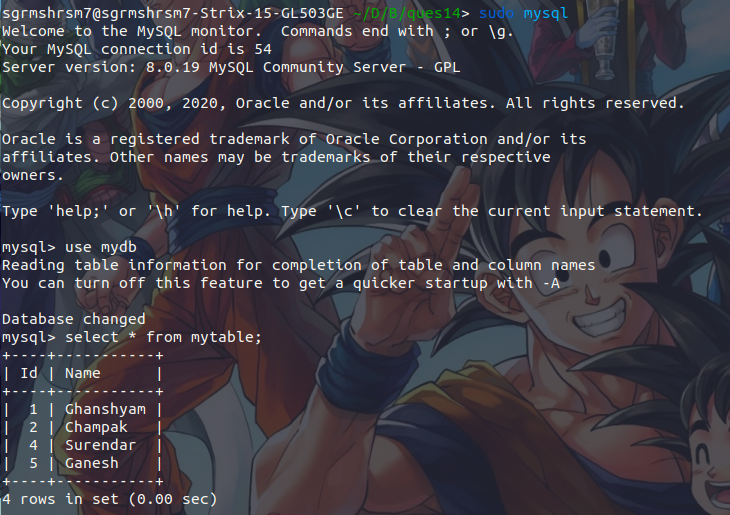 sgrmshrsm7@sgrmshrsm7-Strix-15-GL503GE ~/D/B/ques14> sudo mysql
Welcome to the MySQL monitor.  Commands end with ; or \g.
Your MySQL connection id is 54
Server version: 8.0.19 MySQL Community Server - GPL
Copyright (c) 2000, 2020, Oracle and/or its affiliates. All rights reserved.
Oracle is a registered trademark of Oracle Corporation and/or its
affiliates. Other names may be trademarks of their respective
owners.
Type 'help;' or '\h' for help. Type '\c' to clear the current input statement.
mysql> use mydb
Reading table information for completion of table and column names
You can turn off this feature to get a quicker startup with -A
Database changed
mysql> select * from mytable;
+----+-----------+
| Id | Name      |
+----+-----------+
|  1 | Ghanshyam |
|  2 | Champak   |
|  4 | Surendar  |
|  5 | Ganesh    |
+----+-----------+
4 rows in set (0.00 sec)